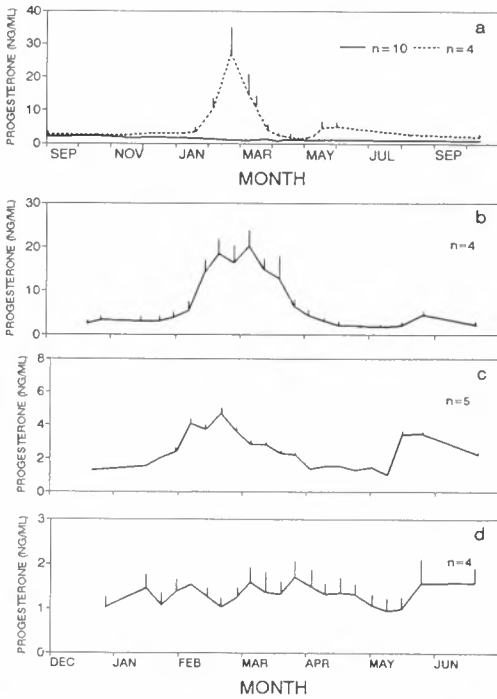 a
n=10 n=4
PROGESTERONE (NG/ML)
40
30
20
10
0
SEP NOV JAN MAR MAY JUL SEP
MONTH
b
n=4
PROGESTERONE (NG/ML)
30
20
10
0
c
n=5
PROGESTERONE (NG/ML)
8
6
4
2
0
d
n=4
PROGESTERONE (NG/ML)
3
2
1
0
DEC JAN FEB MAR APR MAY JUN
MONTH